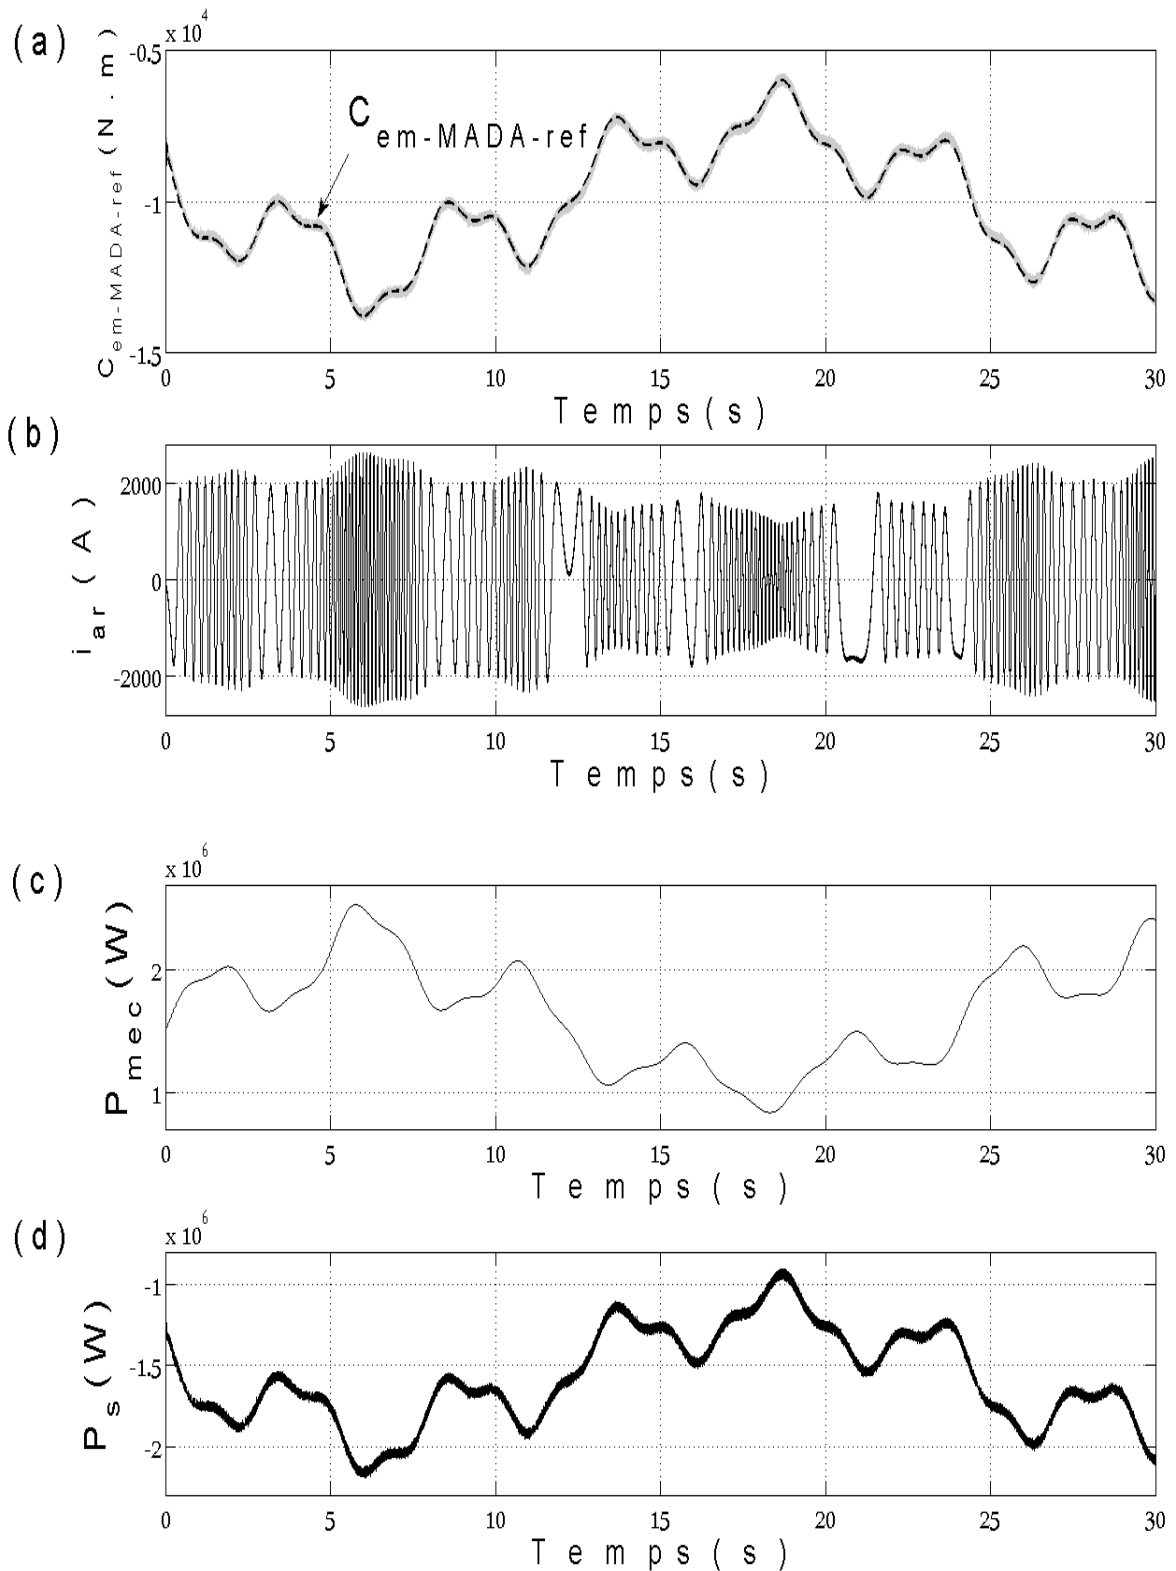 (a)
x 10^4
C_em-MADA-ref (N.m)
-0.5
-1
-1.5
C_em-MADA-ref
0 5 10 15 20 25 30
Temps(s)
(b)
i_ar (A)
2000
0
-2000
0 5 10 15 20 25 30
Temps(s)
(c)
x 10^6
P_mec (W)
2
1
0 5 10 15 20 25 30
Temps(s)
(d)
x 10^6
P_s (W)
-1
-1.5
-2
0 5 10 15 20 25 30
Temps(s)